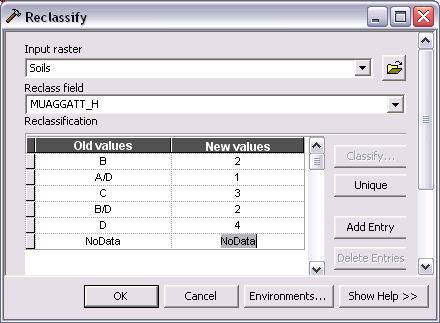 Reclassify
Input raster
Soils
Reclass field
MUAGGATT_H
Reclassification
Old values New values
B 2
A/D 1
C 3
B/D 2
D 4
NoData NoData
Classify...
Unique
Add Entry
Delete Entries
OK Cancel Environments... Show Help >>